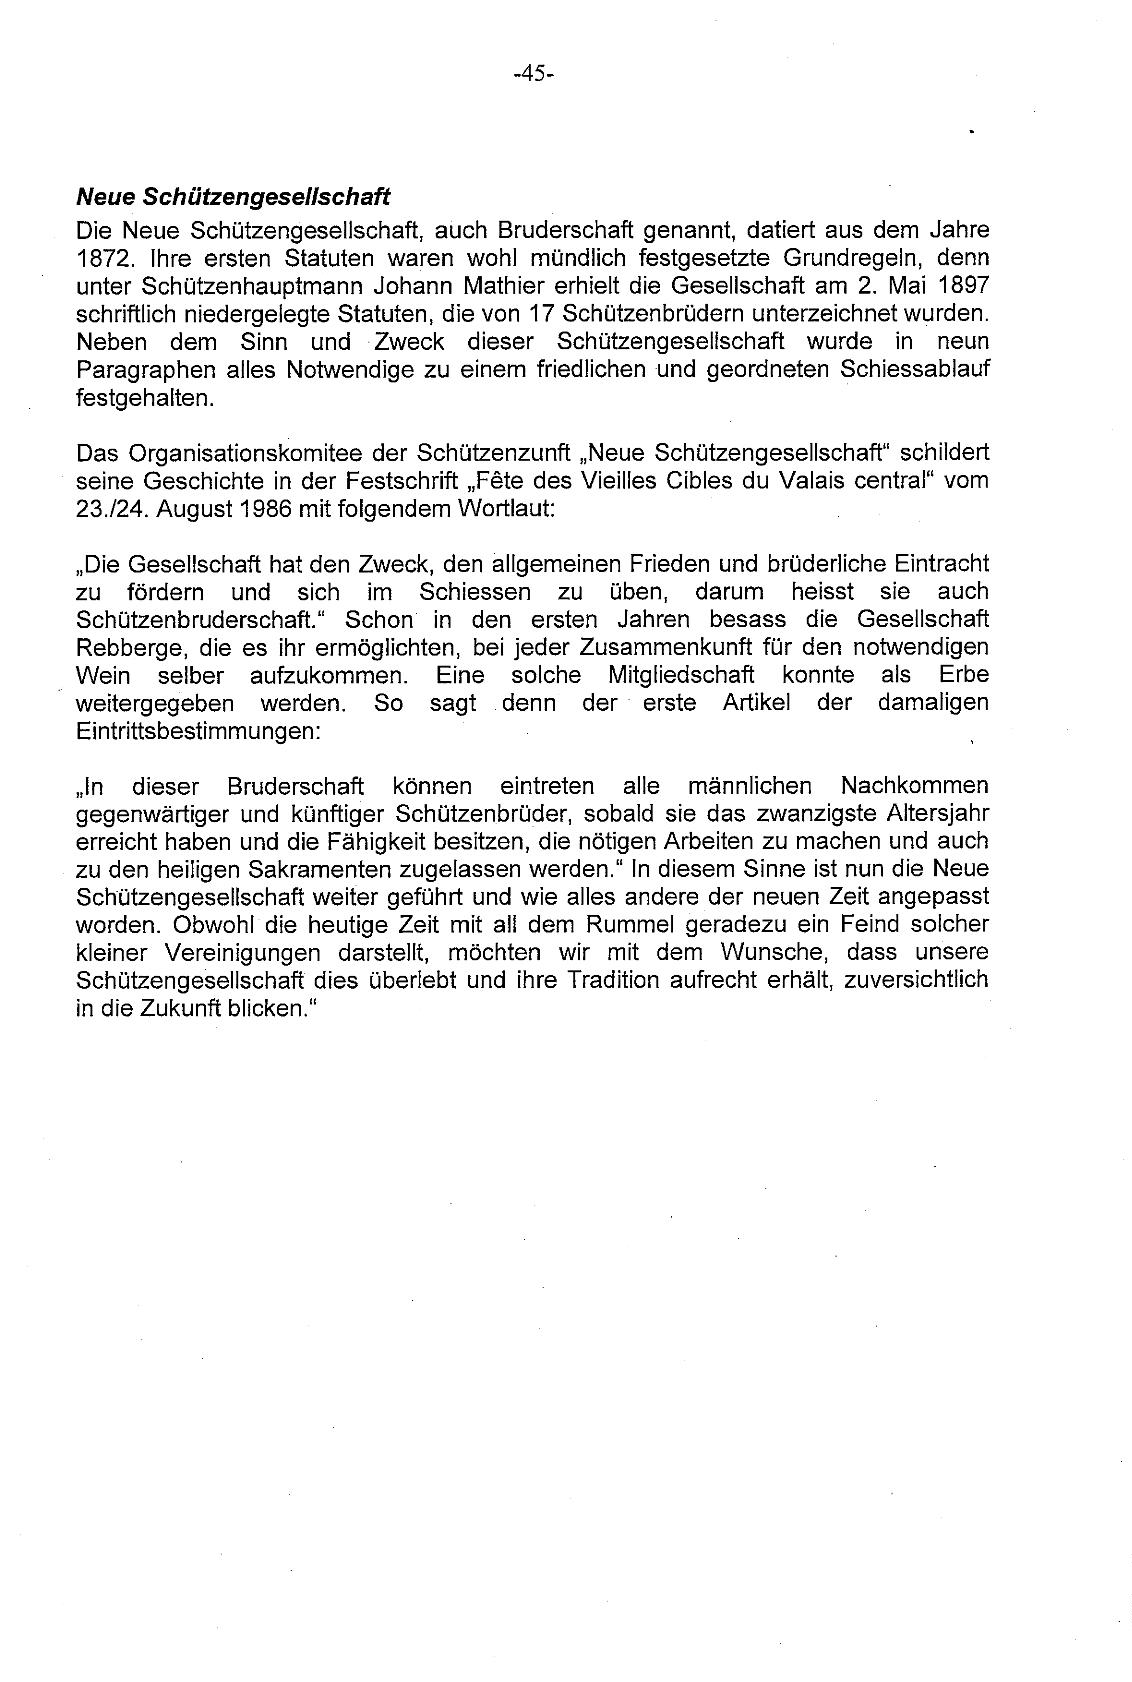 -45-
Neue Schützengesellschaft
Die Neue Schützengesellschaft, auch Bruderschaft genannt, datiert aus dem Jahre
1872. Ihre ersten Statuten waren wohl mündlich festgesetzte Grundregeln, denn
unter Schützenhauptmann Johann Mathier erhielt die Gesellschaft am 2. Mai 1897
schriftlich niedergelegte Statuten, die von 17 Schützenbrüdern unterzeichnet wurden.
Neben dem Sinn und Zweck dieser Schützengesellschaft wurde in neun
Paragraphen alles Notwendige zu einem friedlichen und geordneten Schiessablauf
festgehalten.
Das Organisationskomitee der Schützenzunft „Neue Schützengesellschaft“ schildert
seine Geschichte in der Festschrift „Fête des Vieilles Cibles du Valais central“ vom
23./24. August 1986 mit folgendem Wortlaut:
„Die Gesellschaft hat den Zweck, den allgemeinen Frieden und brüderliche Eintracht
zu fördern und sich im Schiessen zu üben, darum heisst sie auch
Schützenbruderschaft.“ Schon in den ersten Jahren besass die Gesellschaft
Rebberge, die es ihr ermöglichten, bei jeder Zusammenkunft für den notwendigen
Wein selber aufzukommen. Eine solche Mitgliedschaft konnte als Erbe
weitergegeben werden. So sagt denn der erste Artikel der damaligen
Eintrittsbestimmungen:
„In dieser Bruderschaft können eintreten alle männlichen Nachkommen
gegenwärtiger und künftiger Schützenbrüder, sobald sie das zwanzigste Altersjahr
erreicht haben und die Fähigkeit besitzen, die nötigen Arbeiten zu machen und auch
zu den heiligen Sakramenten zugelassen werden.“ In diesem Sinne ist nun die Neue
Schützengesellschaft weiter geführt und wie alles andere der neuen Zeit angepasst
worden. Obwohl die heutige Zeit mit all dem Rummel geradezu ein Feind solcher
kleiner Vereinigungen darstellt, möchten wir mit dem Wunsche, dass unsere
Schützengesellschaft dies überlebt und ihre Tradition aufrecht erhält, zuversichtlich
in die Zukunft blicken.“